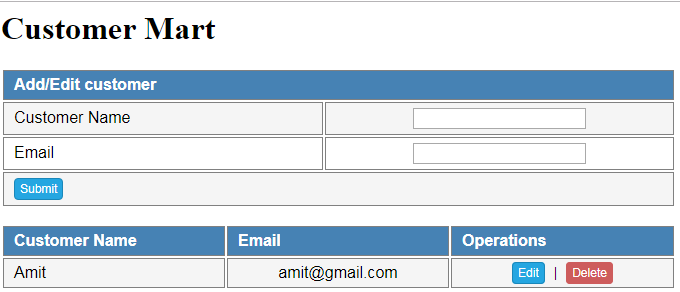 Customer Mart
Add/Edit customer
Customer Name
Email
Submit
Customer Name Email Operations
Amit amit@gmail.com Edit | Delete